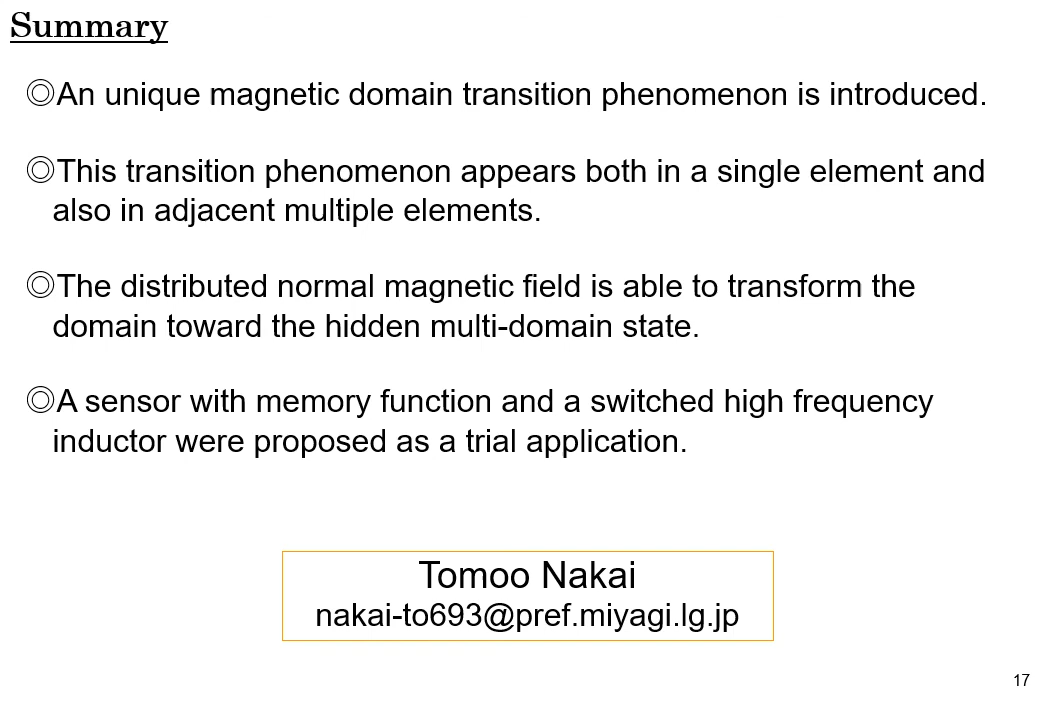 Summary
◎An unique magnetic domain transition phenomenon is introduced.
◎This transition phenomenon appears both in a single element and
also in adjacent multiple elements.
◎The distributed normal magnetic field is able to transform the
domain toward the hidden multi-domain state.
◎A sensor with memory function and a switched high frequency
inductor were proposed as a trial application.
Tomoo Nakai
nakai-to693@pref.miyagi.lg.jp
17